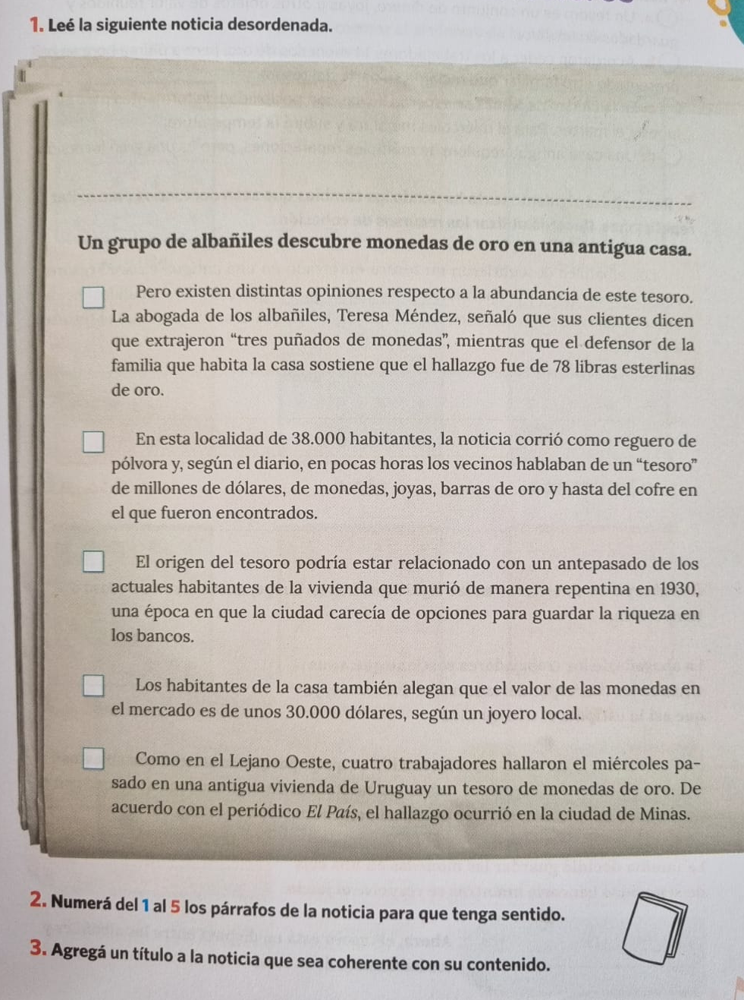 1. Leé la siguiente noticia desordenada.
Un grupo de albañiles descubre monedas de oro en una antigua casa.
Pero existen distintas opiniones respecto a la abundancia de este tesoro.
La abogada de los albañiles, Teresa Méndez, señaló que sus clientes dicen
que extrajeron “tres puñados de monedas”, mientras que el defensor de la
familia que habita la casa sostiene que el hallazgo fue de 78 libras esterlinas
de oro.
En esta localidad de 38.000 habitantes, la noticia corrió como reguero de
pólvora y, según el diario, en pocas horas los vecinos hablaban de un “tesoro”
de millones de dólares, de monedas, joyas, barras de oro y hasta del cofre en
el que fueron encontrados.
El origen del tesoro podría estar relacionado con un antepasado de los
actuales habitantes de la vivienda que murió de manera repentina en 1930,
una época en que la ciudad carecía de opciones para guardar la riqueza en
los bancos.
Los habitantes de la casa también alegan que el valor de las monedas en
el mercado es de unos 30.000 dólares, según un joyero local.
Como en el Lejano Oeste, cuatro trabajadores hallaron el miércoles pa-
sado en una antigua vivienda de Uruguay un tesoro de monedas de oro. De
acuerdo con el periódico El País, el hallazgo ocurrió en la ciudad de Minas.
2. Numerá del 1 al 5 los párrafos de la noticia para que tenga sentido.
3. Agregá un título a la noticia que sea coherente con su contenido.